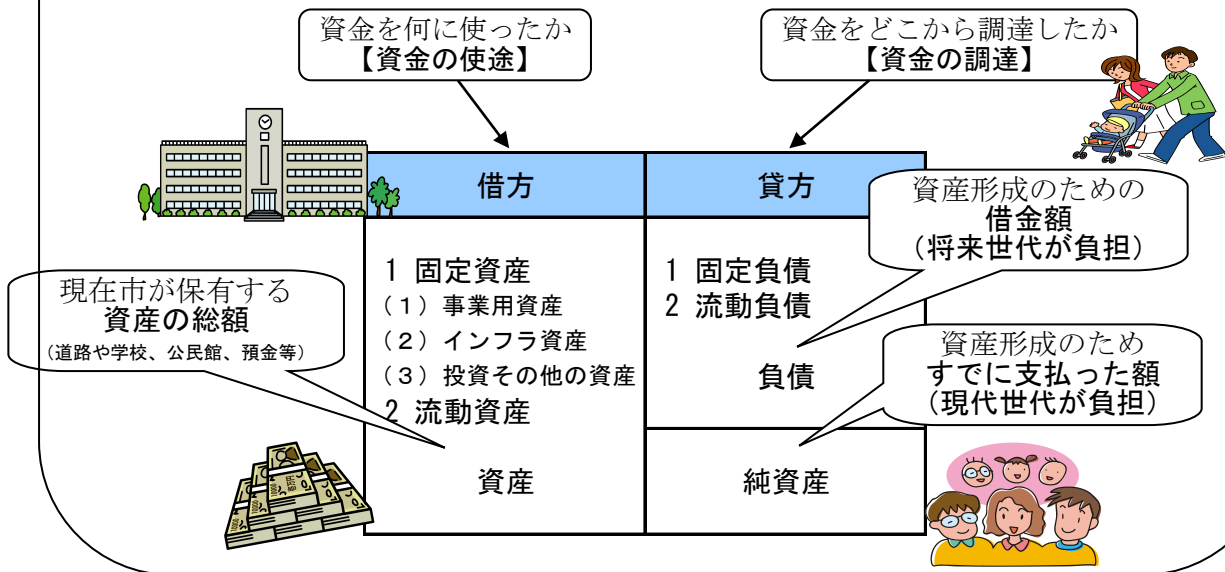 資金を何に使ったか
【資金の使途】
資金をどこから調達したか
【資金の調達】
借方
貸方
資産形成のための
借金額
(将来世代が負担)
1 固定資産
(1)事業用資産
(2)インフラ資産
(3)投資その他の資産
2 流動資産
資産
1 固定負債
2 流動負債
負債
純資産
現在市が保有する
資産の総額
(道路や学校、公民館、預金等)
資産形成のため
すでに支払った額
(現代世代が負担)